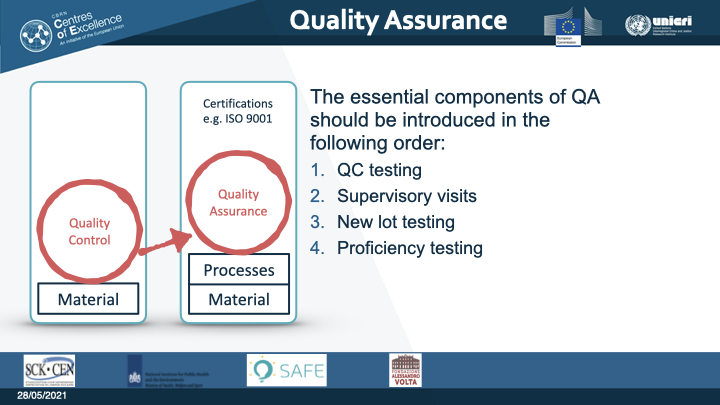 Quality Assurance
CBRN
Centres
of Excellence
An initiative of the European Union
European
Commission
unicri
Certifications
e.g. ISO 9001
Quality
Assurance
Quality
Control
Processes
Material
Material
The essential components of QA
should be introduced in the
following order:
1. QC testing
2. Supervisory visits
3. New lot testing
4. Proficiency testing
SCK•CEN
SAFE
FONDAZIONE
ALESSANDRO
VOLTA
28/05/2021